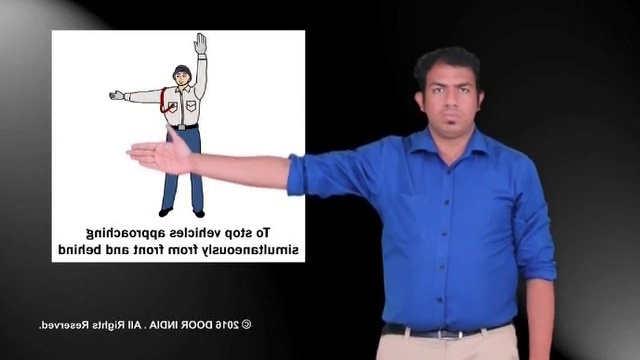 To stop vehicles approaching
simultaneously from front and behind
© 2016 DOOR INDIA . All Rights Reserved.